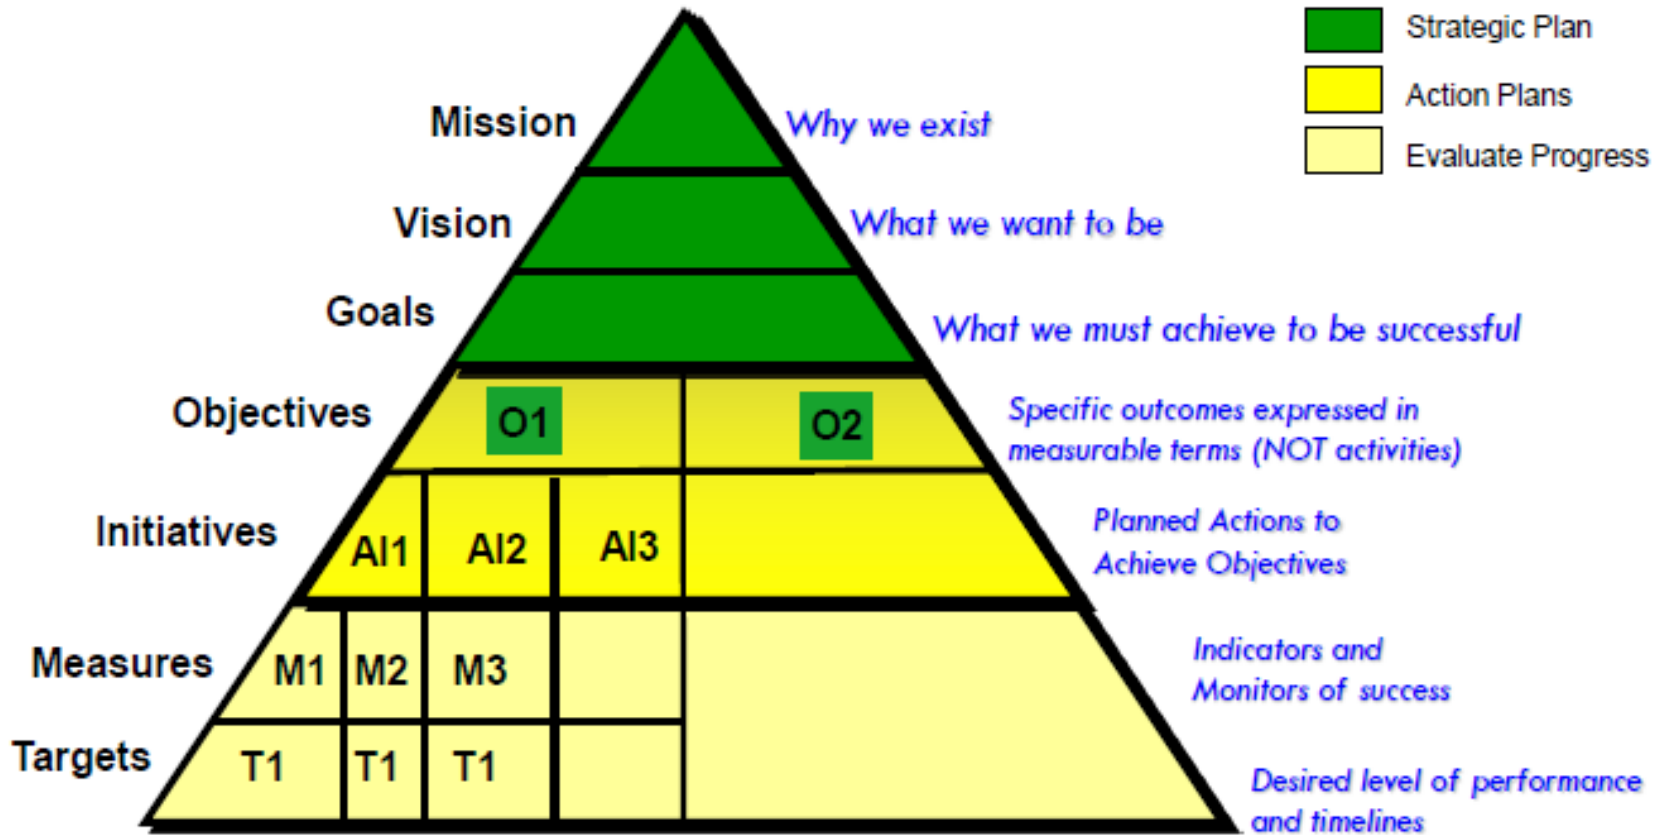 Strategic Plan
Action Plans
Evaluate Progress
Mission
Why we exist
Vision
What we want to be
Goals
What we must achieve to be successful
Objectives
O1
O2
Specific outcomes expressed in
measurable terms (NOT activities)
Initiatives
AI1
AI2
AI3
Planned Actions to
Achieve Objectives
Measures
M1
M2
M3
Indicators and
Monitors of success
Targets
T1
T1
T1
Desired level of performance
and timelines